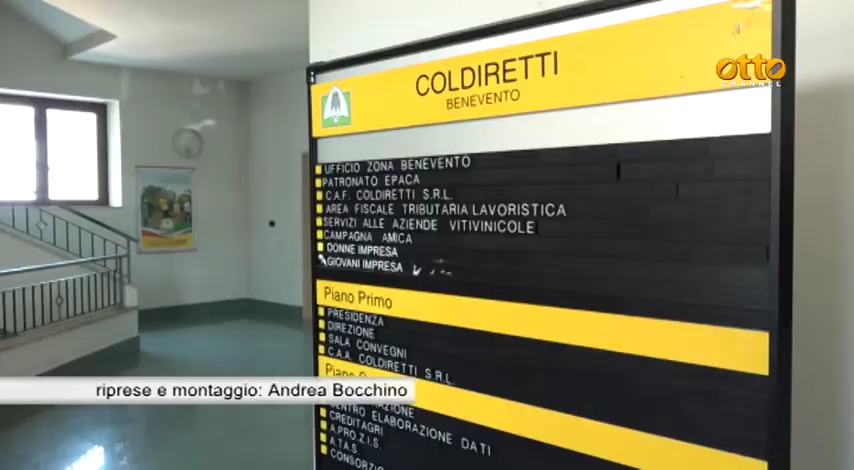 otto
CHANNEL
COLDIRETTI
BENEVENTO
UFFICIO ZONA BENEVENTO
PATRONATO EPACA
C.A.F. COLDIRETTI S.R.L.
AREA FISCALE TRIBUTARIA LAVORISTICA
SERVIZI ALLE AZIENDE VITIVINICOLE
CAMPAGNA AMICA
DONNE IMPRESA
GIOVANI IMPRESA
Piano Primo
PRESIDENZA
DIREZIONE
SALA CONVEGNI
C.A.A. COLDIRETTI S.R.L.
riprese e montaggio: Andrea Bocchino
CENTRO ELABORAZIONE DATI
CREDITAGRI
A.PRO.Z.I.S.
A.T.A.S.
CONSORZIO